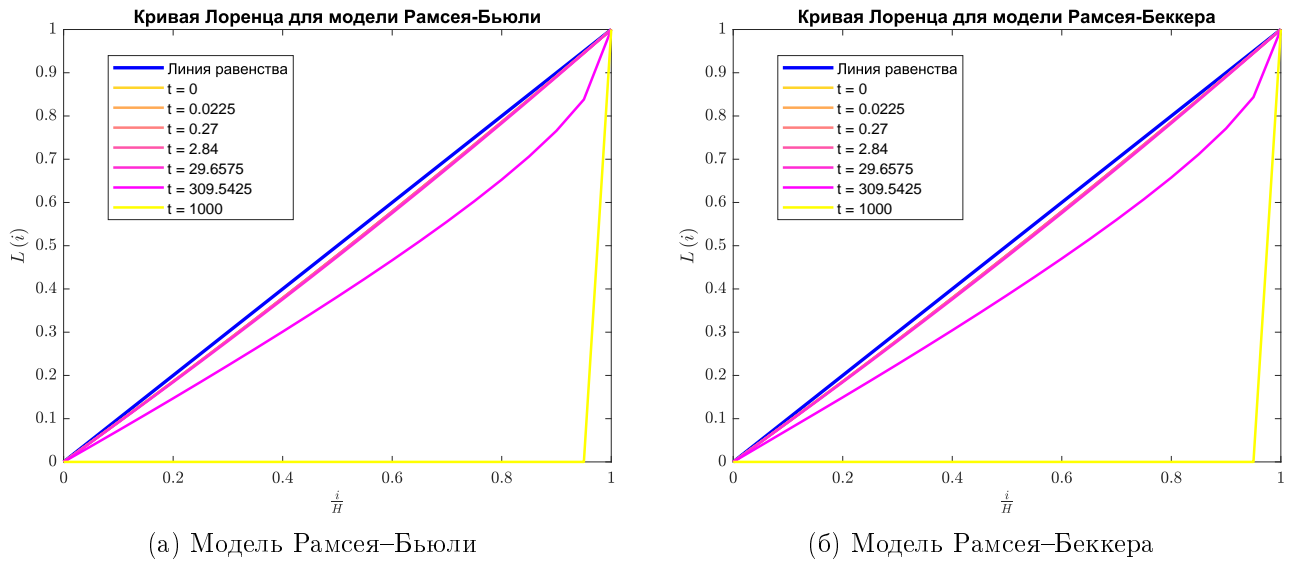 Кривая Лоренца для модели Рамсея-Бьюли
1
0.9
0.8
0.7
0.6
0.5
0.4
0.3
0.2
0.1
0
L (i)
Линия равенства
t = 0
t = 0.0225
t = 0.27
t = 2.84
t = 29.6575
t = 309.5425
t = 1000
0 0.2 0.4 0.6 0.8 1
i
H
(а) Модель Рамсея–Бьюли
Кривая Лоренца для модели Рамсея-Беккера
1
0.9
0.8
0.7
0.6
0.5
0.4
0.3
0.2
0.1
0
L (i)
Линия равенства
t = 0
t = 0.0225
t = 0.27
t = 2.84
t = 29.6575
t = 309.5425
t = 1000
0 0.2 0.4 0.6 0.8 1
i
H
(б) Модель Рамсея–Беккера